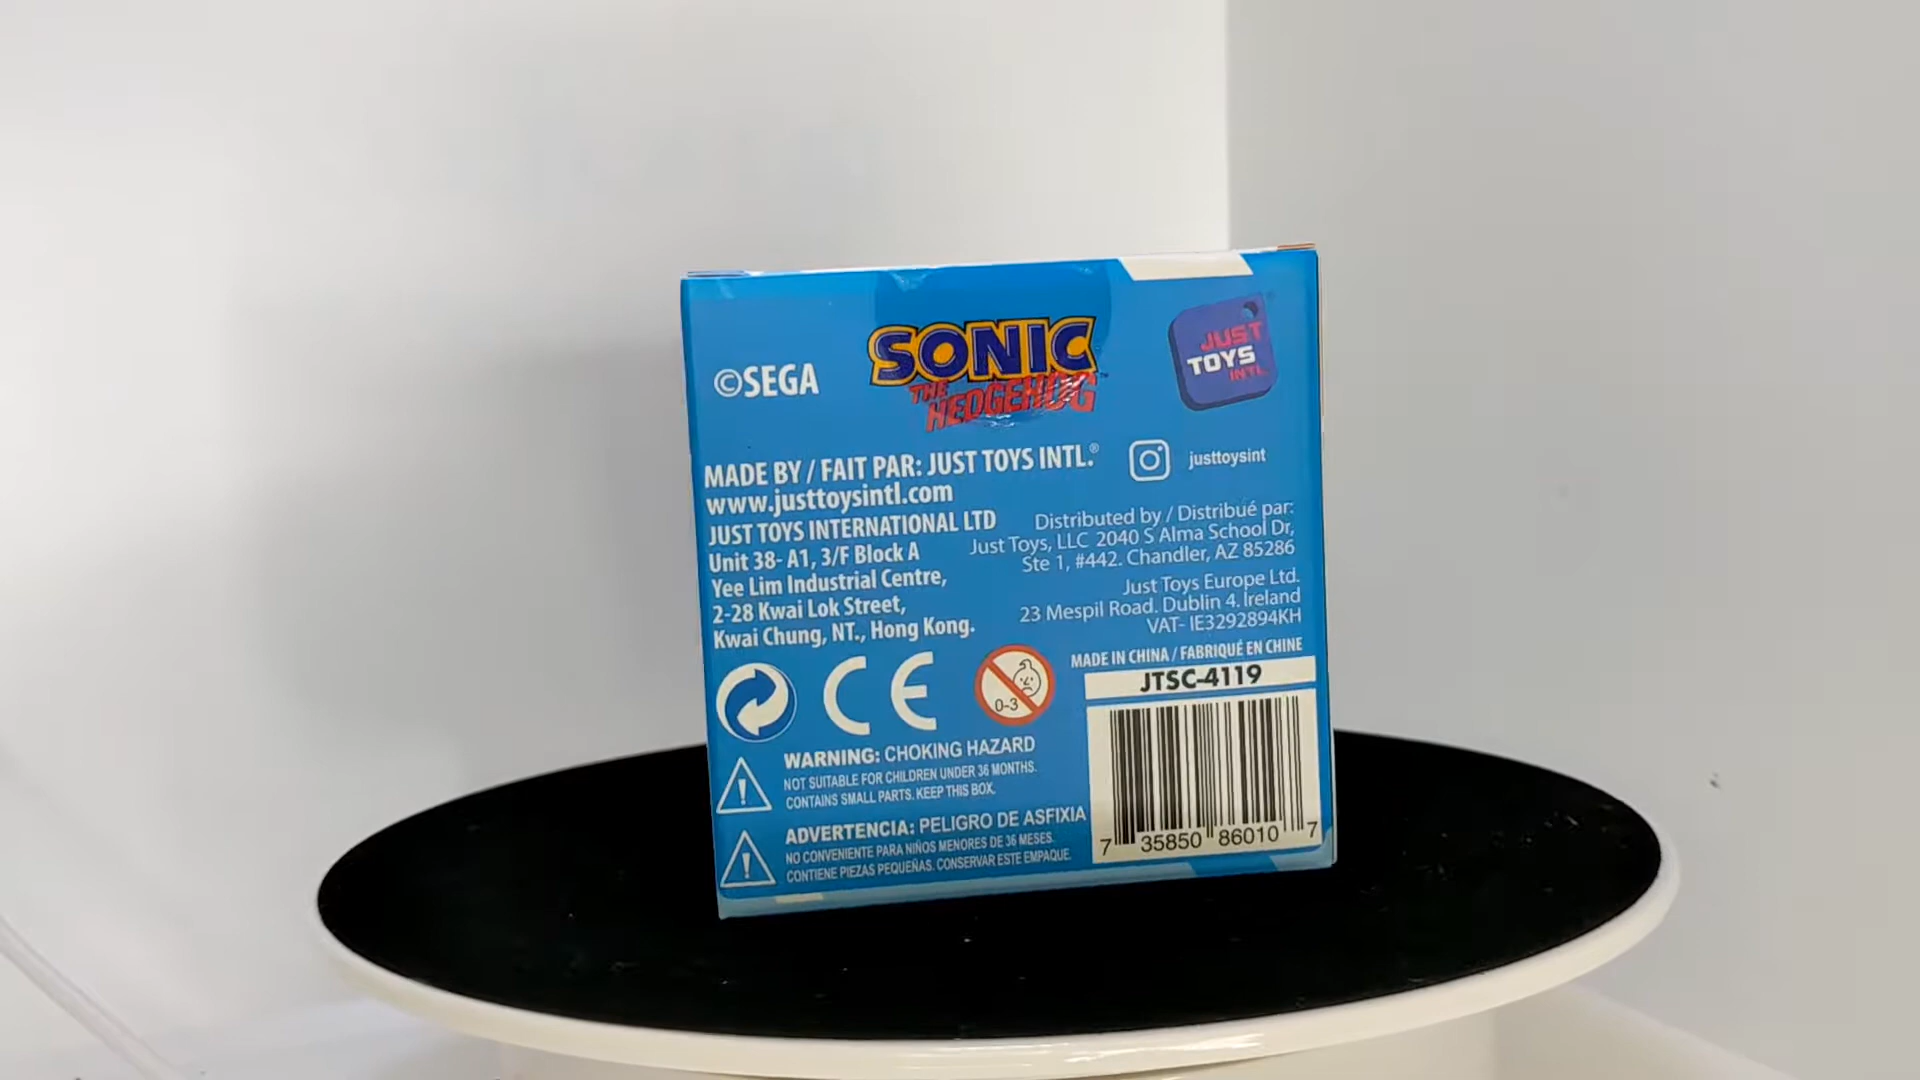 ©SEGA
SONIC
THE
HEDGEHOG™
JUST
TOYS
INTL
MADE BY / FAIT PAR: JUST TOYS INTL.®
www.justtoysintl.com
justtoysint
JUST TOYS INTERNATIONAL LTD
Unit 38- A1, 3/F Block A
Yee Lim Industrial Centre,
2-28 Kwai Lok Street,
Kwai Chung, NT., Hong Kong.
Distributed by / Distribué par:
Just Toys, LLC 2040 S Alma School Dr,
Ste 1, #442. Chandler, AZ 85286
Just Toys Europe Ltd.
23 Mespil Road. Dublin 4. Ireland
VAT- IE3292894KH
MADE IN CHINA / FABRIQUÉ EN CHINE
JTSC-4119
CE
0-3
WARNING: CHOKING HAZARD
NOT SUITABLE FOR CHILDREN UNDER 36 MONTHS.
CONTAINS SMALL PARTS. KEEP THIS BOX.
ADVERTENCIA: PELIGRO DE ASFIXIA
NO CONVENIENTE PARA NIÑOS MENORES DE 36 MESES.
CONTIENE PIEZAS PEQUEÑAS. CONSERVAR ESTE EMPAQUE.
7 35850 86010 7